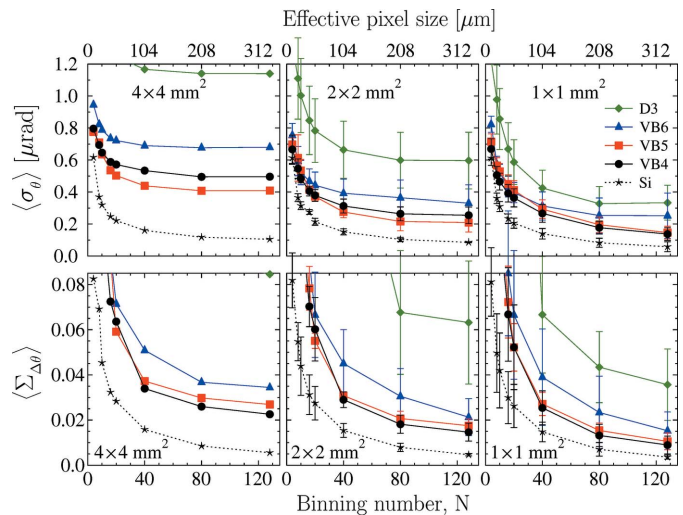 Effective pixel size [μm]
0 104 208 312 0 104 208 312 0 104 208 312
1.2
1.0
0.8
0.6
0.4
0.2
0.0
⟨σθ⟩ [μrad]
4×4 mm² 2×2 mm² 1×1 mm²
D3
VB6
VB5
VB4
Si
0.08
0.06
0.04
0.02
0.0
⟨ΣΔθ⟩
4×4 mm² 2×2 mm² 1×1 mm²
0 40 80 120 0 40 80 120 0 40 80 120
Binning number, N